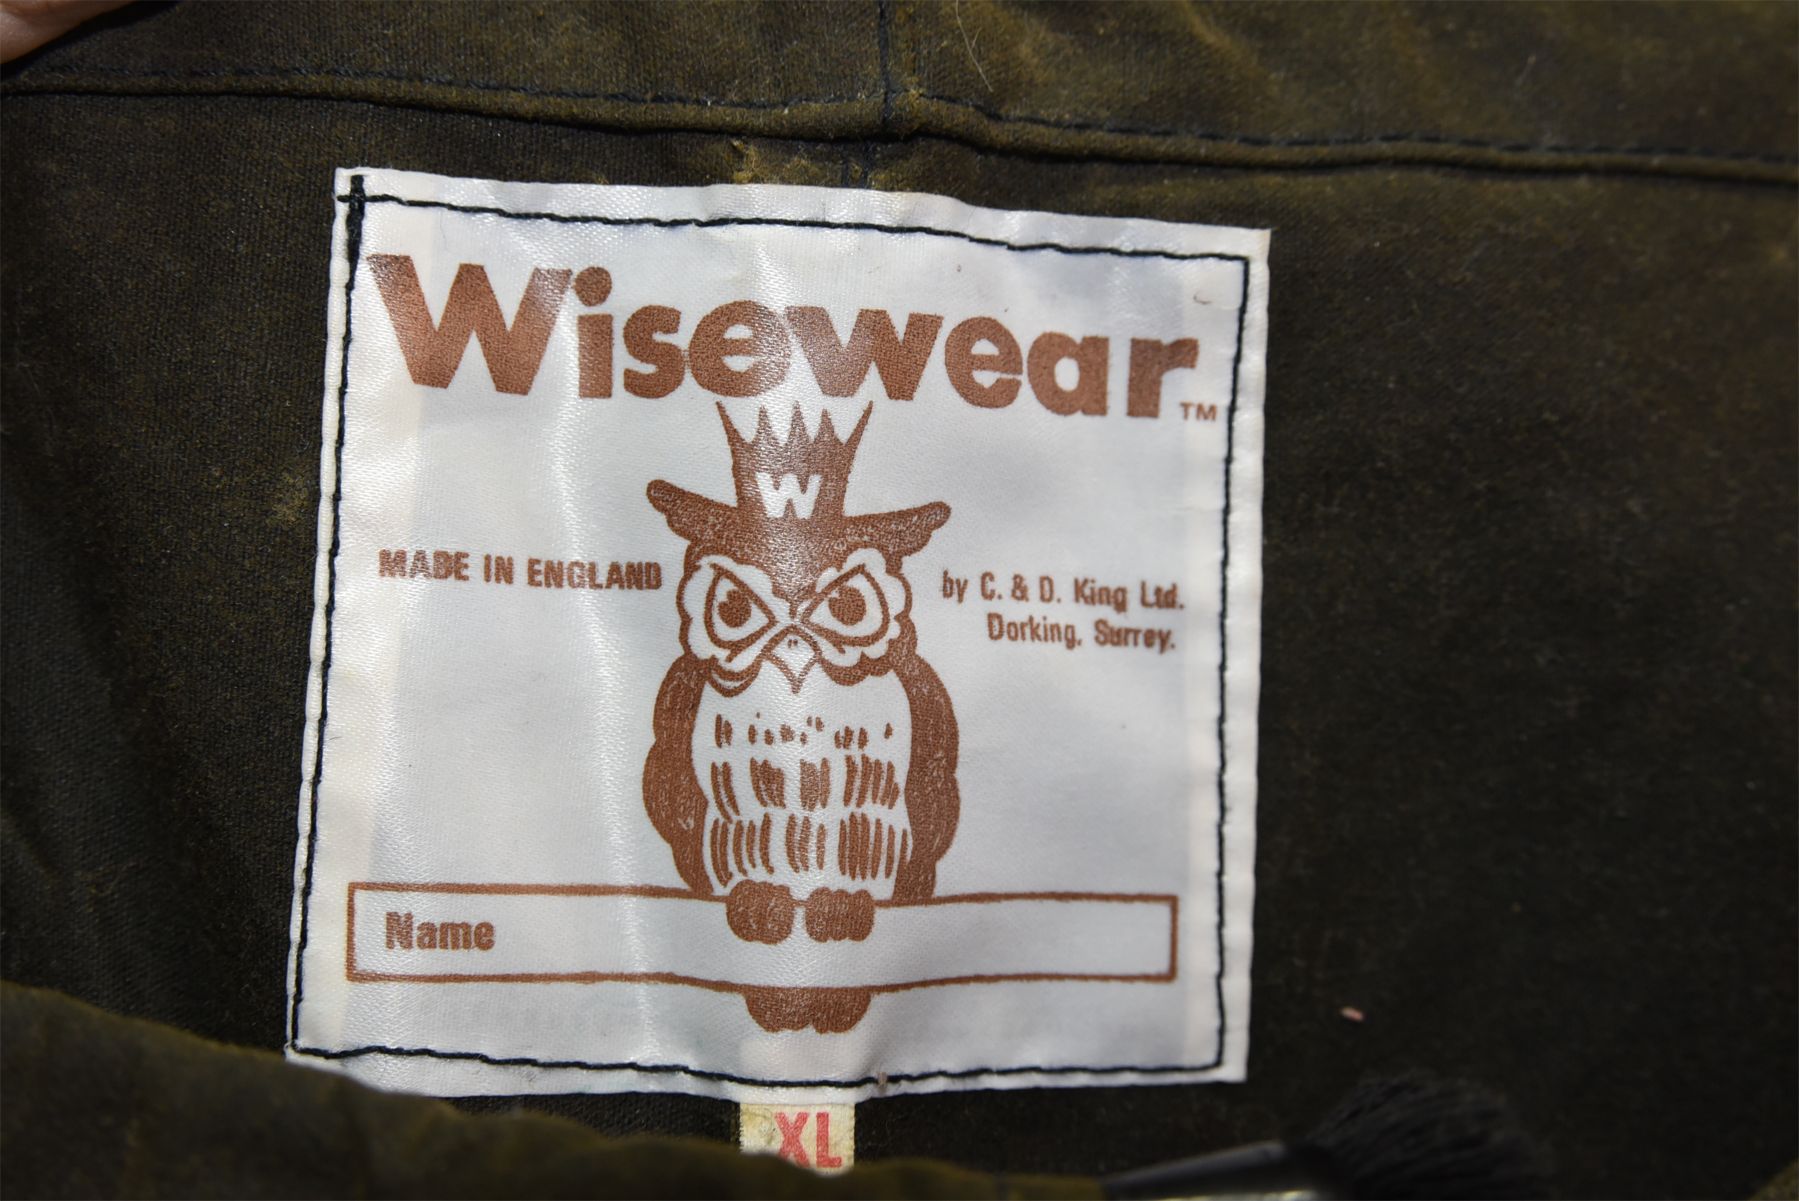 Wisewear™
W
MADE IN ENGLAND
by C. & D. King Ltd.
Dorking, Surrey.
Name
XL